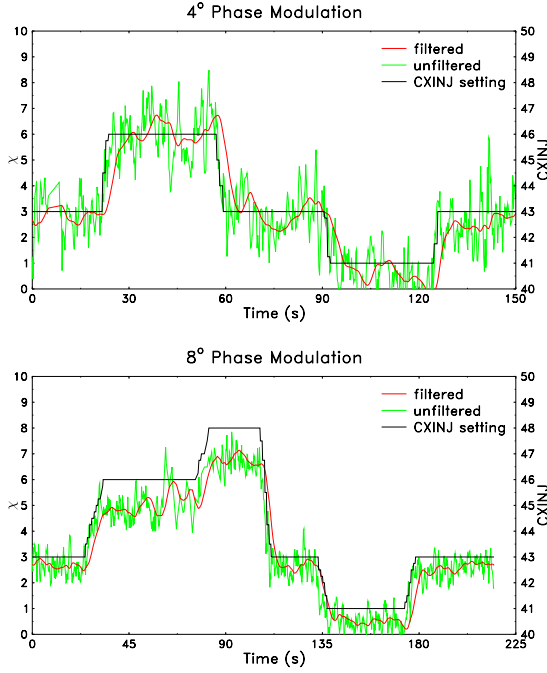 4° Phase Modulation
10 50
9 49
8 48
7 47
6 46
5 45
4 44
3 43
2 42
1 41
0 40
χ
CXINJ
filtered
unfiltered
CXINJ setting
0 30 60 90 120 150
Time (s)
8° Phase Modulation
10 50
9 49
8 48
7 47
6 46
5 45
4 44
3 43
2 42
1 41
0 40
χ
CXINJ
filtered
unfiltered
CXINJ setting
0 45 90 135 180 225
Time (s)